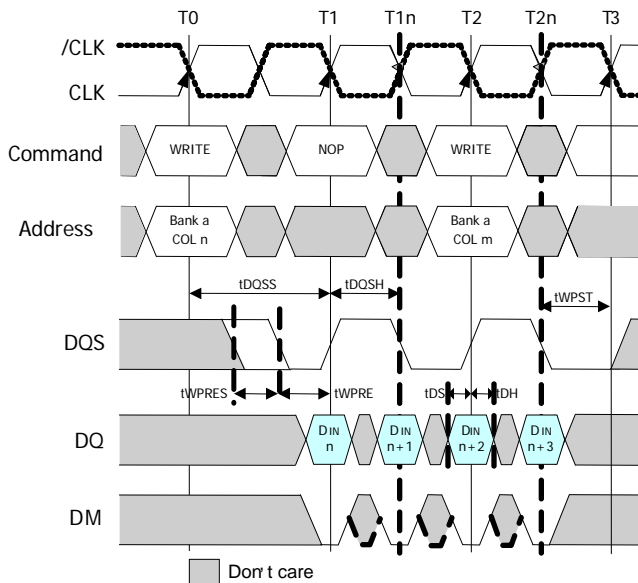 T0 T1 T1n T2 T2n T3
/CLK
CLK
Command WRITE NOP WRITE
Address Bank a COL n Bank a COL m
tDQSS tDQSH tWPST
DQS
tWPRES tWPRE tDS tDH
DQ DIN n DIN n+1 DIN n+2 DIN n+3
DM
Don't care